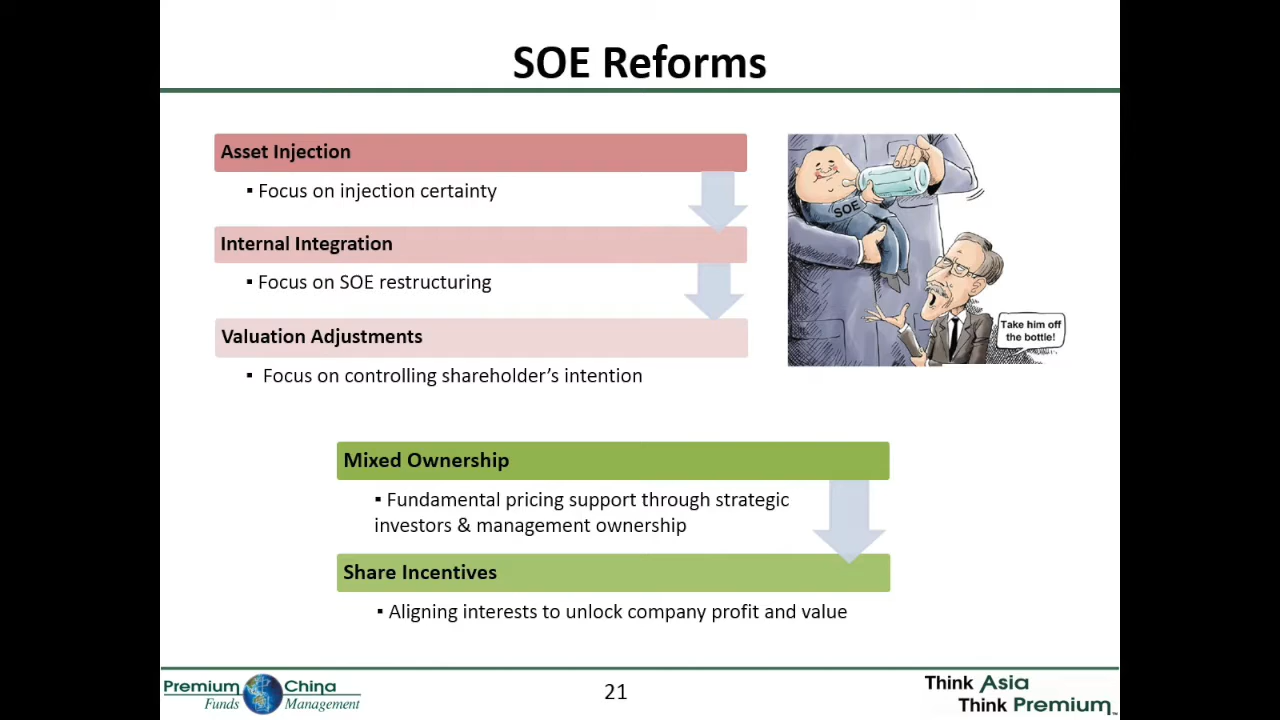 SOE Reforms
Asset Injection
▪ Focus on injection certainty
Internal Integration
▪ Focus on SOE restructuring
Valuation Adjustments
▪ Focus on controlling shareholder’s intention
SOE
Take him off
the bottle!
Mixed Ownership
▪ Fundamental pricing support through strategic
investors & management ownership
Share Incentives
▪ Aligning interests to unlock company profit and value
Premium China
Funds Management
21
Think Asia
Think Premium™